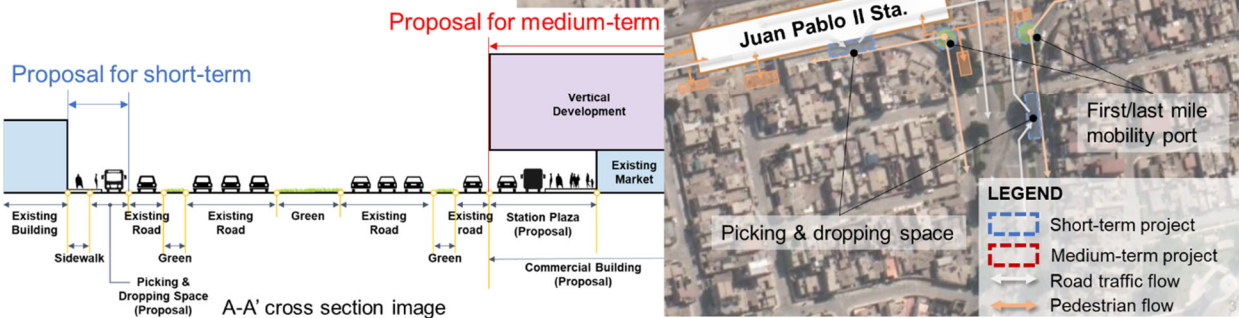 Proposal for medium-term
Proposal for short-term
Vertical
Development
Existing
Market
Existing
Building
Sidewalk
Picking &
Dropping Space
(Proposal)
Existing
Road
Green
Existing
Road
Green
Existing
Road
Green
Existing
road
Station Plaza
(Proposal)
Commercial Building
(Proposal)
A-A' cross section image
Juan Pablo II Sta.
First/last mile
mobility port
Picking & dropping space
LEGEND
Short-term project
Medium-term project
Road traffic flow
Pedestrian flow
3